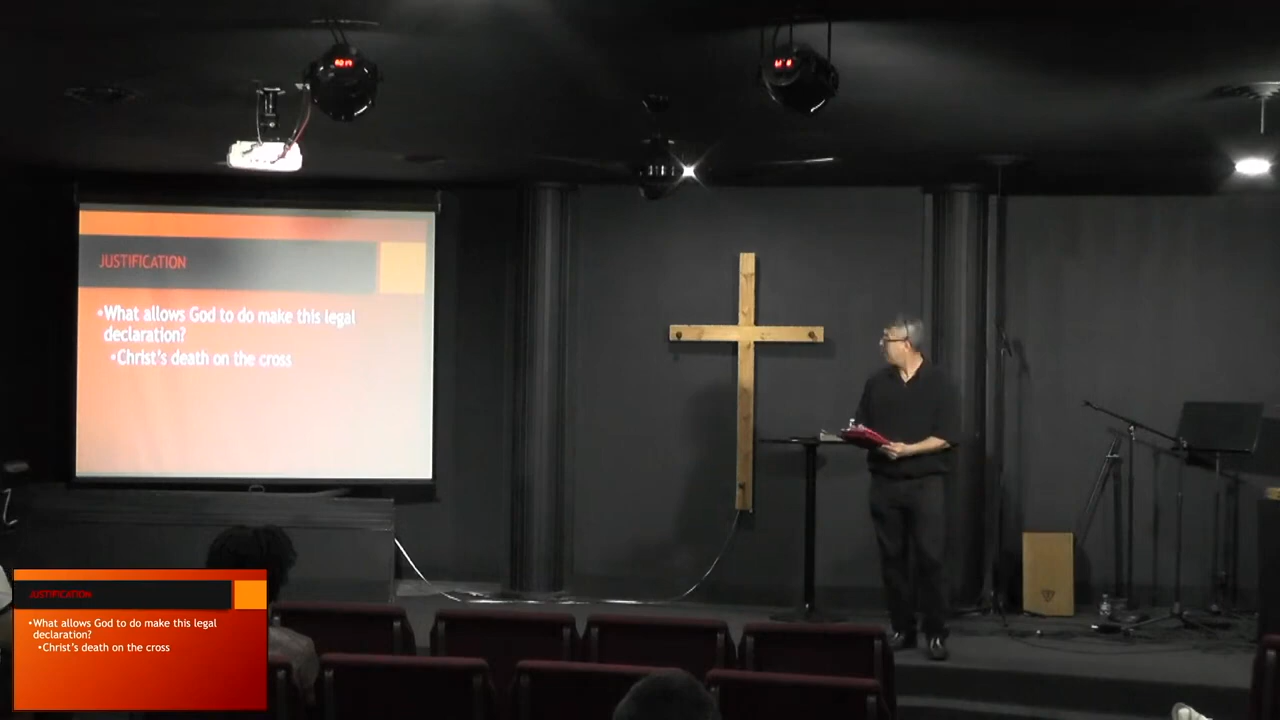 JUSTIFICATION
•What allows God to do make this legal
declaration?
•Christ's death on the cross
JUSTIFICATION
•What allows God to do make this legal
declaration?
•Christ's death on the cross